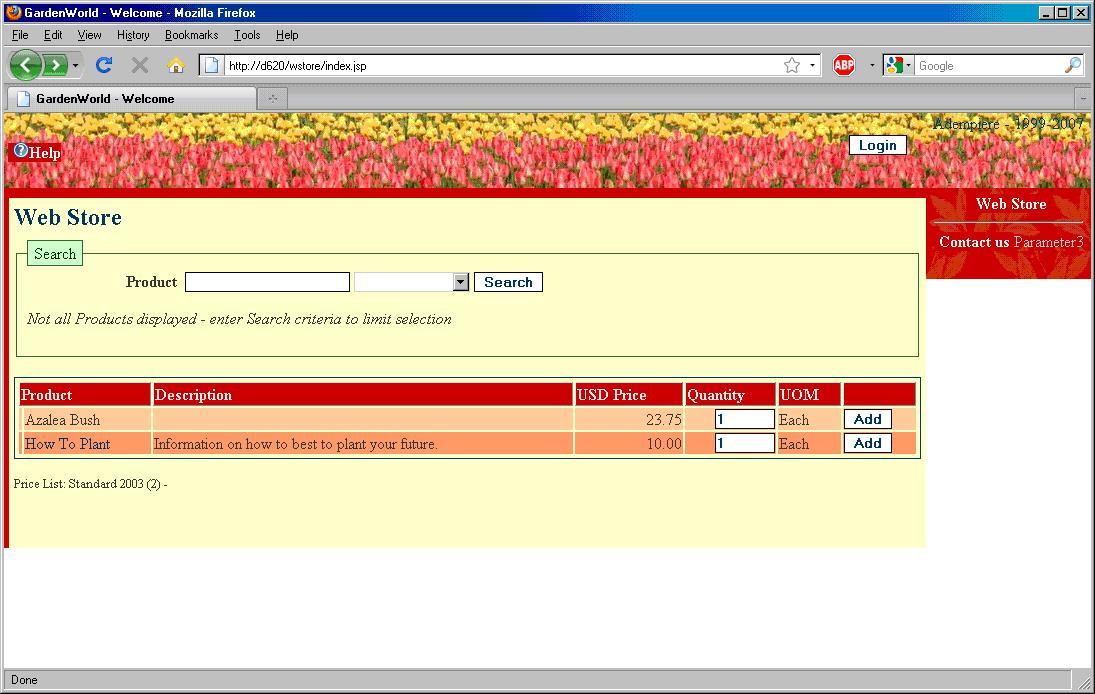 GardenWorld - Welcome - Mozilla Firefox
File Edit View History Bookmarks Tools Help
http://d620/wstore/index.jsp ABP Google
GardenWorld - Welcome
Adempiere - 1999-2007
Help Login
Web Store
Contact us Parameter3
Web Store
Search
Product Search
Not all Products displayed - enter Search criteria to limit selection
Product Description USD Price Quantity UOM
Azalea Bush 23.75 1 Each Add
How To Plant Information on how to best to plant your future. 10.00 1 Each Add
Price List: Standard 2003 (2) -
Done